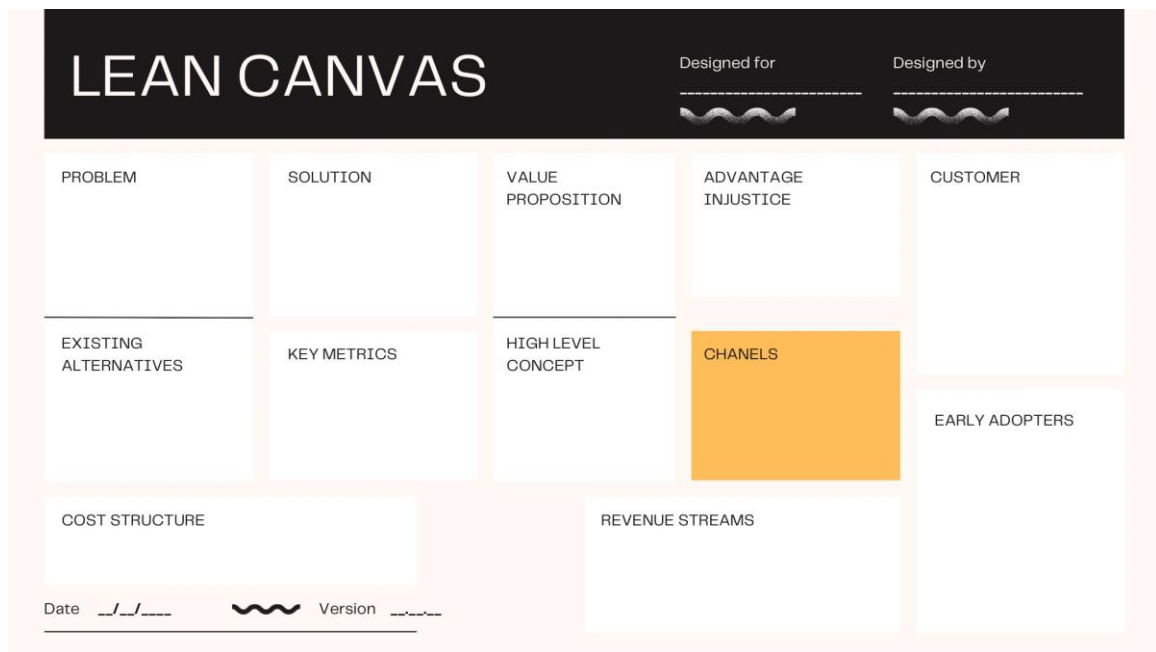 LEAN CANVAS
Designed for
Designed by
PROBLEM
SOLUTION
VALUE
PROPOSITION
ADVANTAGE
INJUSTICE
CUSTOMER
EXISTING
ALTERNATIVES
KEY METRICS
HIGH LEVEL
CONCEPT
CHANELS
EARLY ADOPTERS
COST STRUCTURE
REVENUE STREAMS
Date __/__/____
Version __.__.__